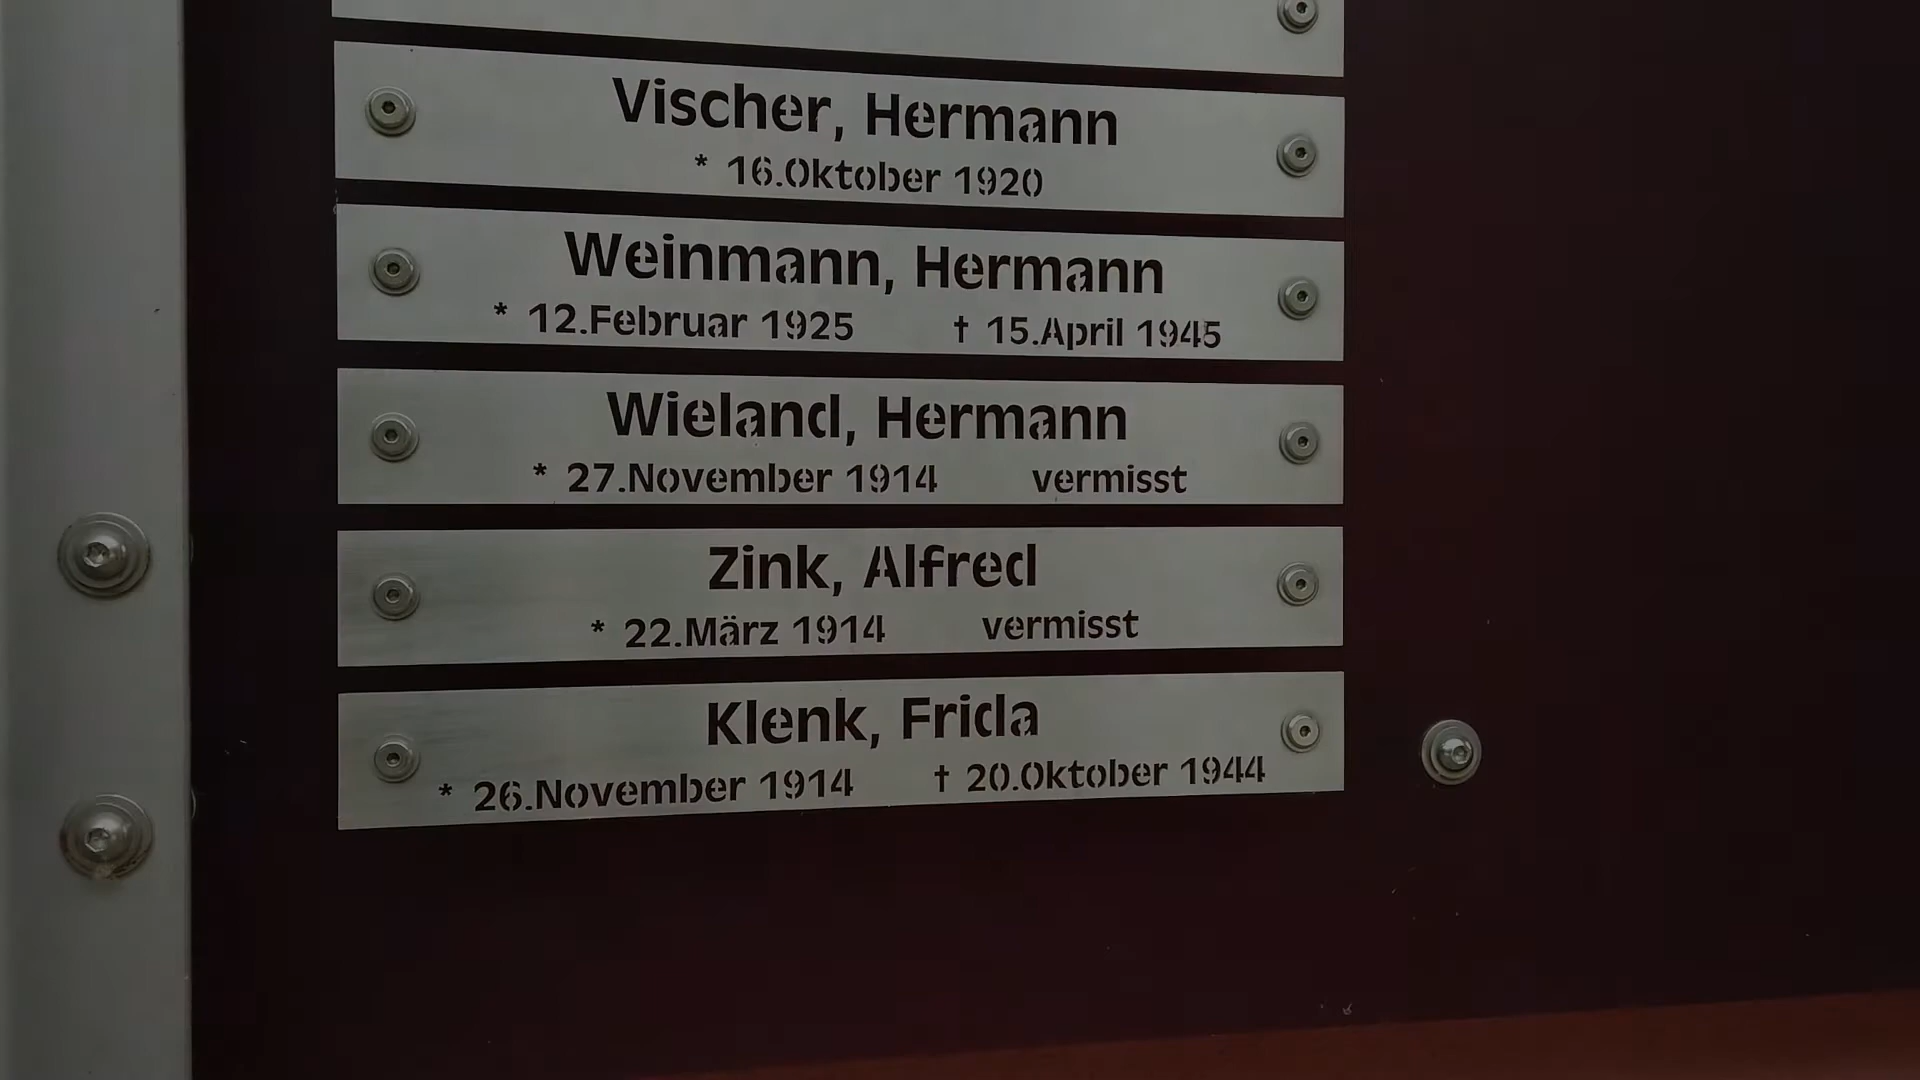 Vischer, Hermann
* 16.Oktober 1920
Weinmann, Hermann
* 12.Februar 1925 † 15.April 1945
Wieland, Hermann
* 27.November 1914 vermisst
Zink, Alfred
* 22.März 1914 vermisst
Klenk, Frida
* 26.November 1914 † 20.Oktober 1944